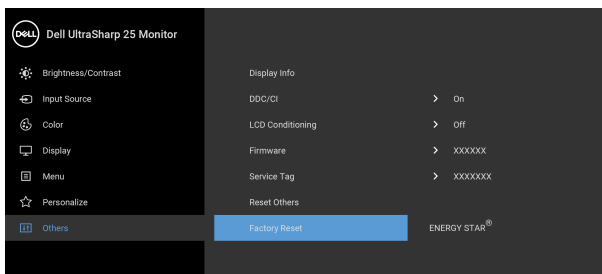 DELL Dell UltraSharp 25 Monitor
Brightness/Contrast
Display Info
Input Source
DDC/CI > On
Color
LCD Conditioning > Off
Display
Firmware > XXXXXX
Menu
Service Tag > XXXXXXX
Personalize
Reset Others
Others
Factory Reset ENERGY STAR®